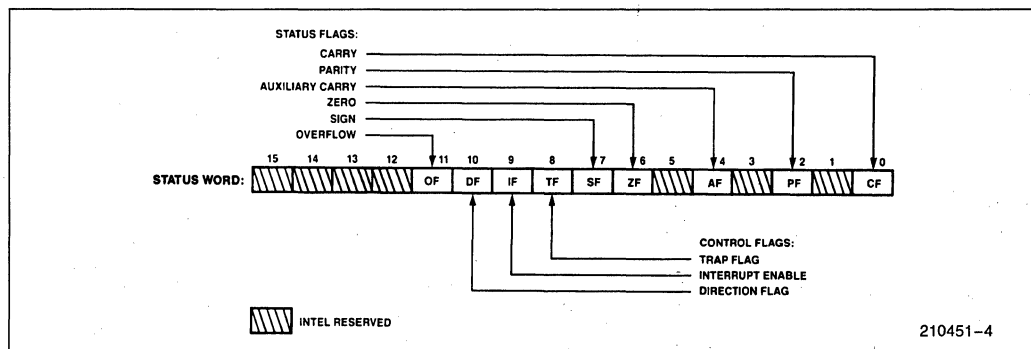 STATUS FLAGS:
CARRY
PARITY
AUXILIARY CARRY
ZERO
SIGN
OVERFLOW
15 14 13 12 11 10 9 8 7 6 5 4 3 2 1 0
STATUS WORD: OF DF IF TF SF ZF AF PF CF
CONTROL FLAGS:
TRAP FLAG
INTERRUPT ENABLE
DIRECTION FLAG
INTEL RESERVED
210451–4